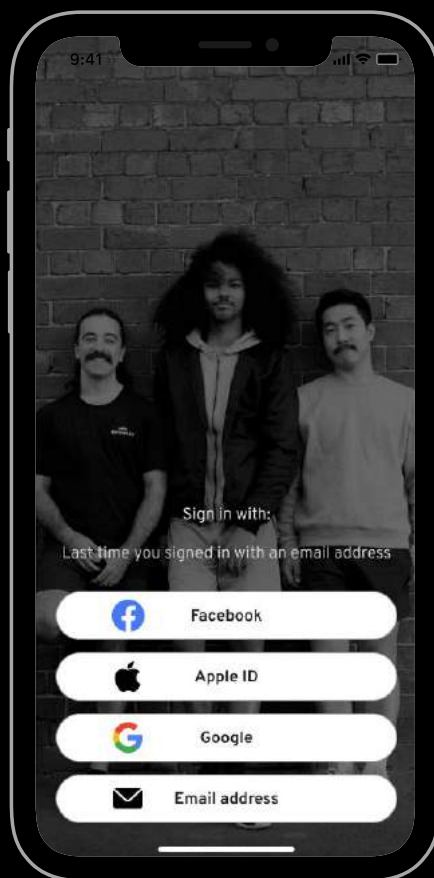 9:41
Sign in with:
Last time you signed in with an email address
Facebook
Apple ID
Google
Email address